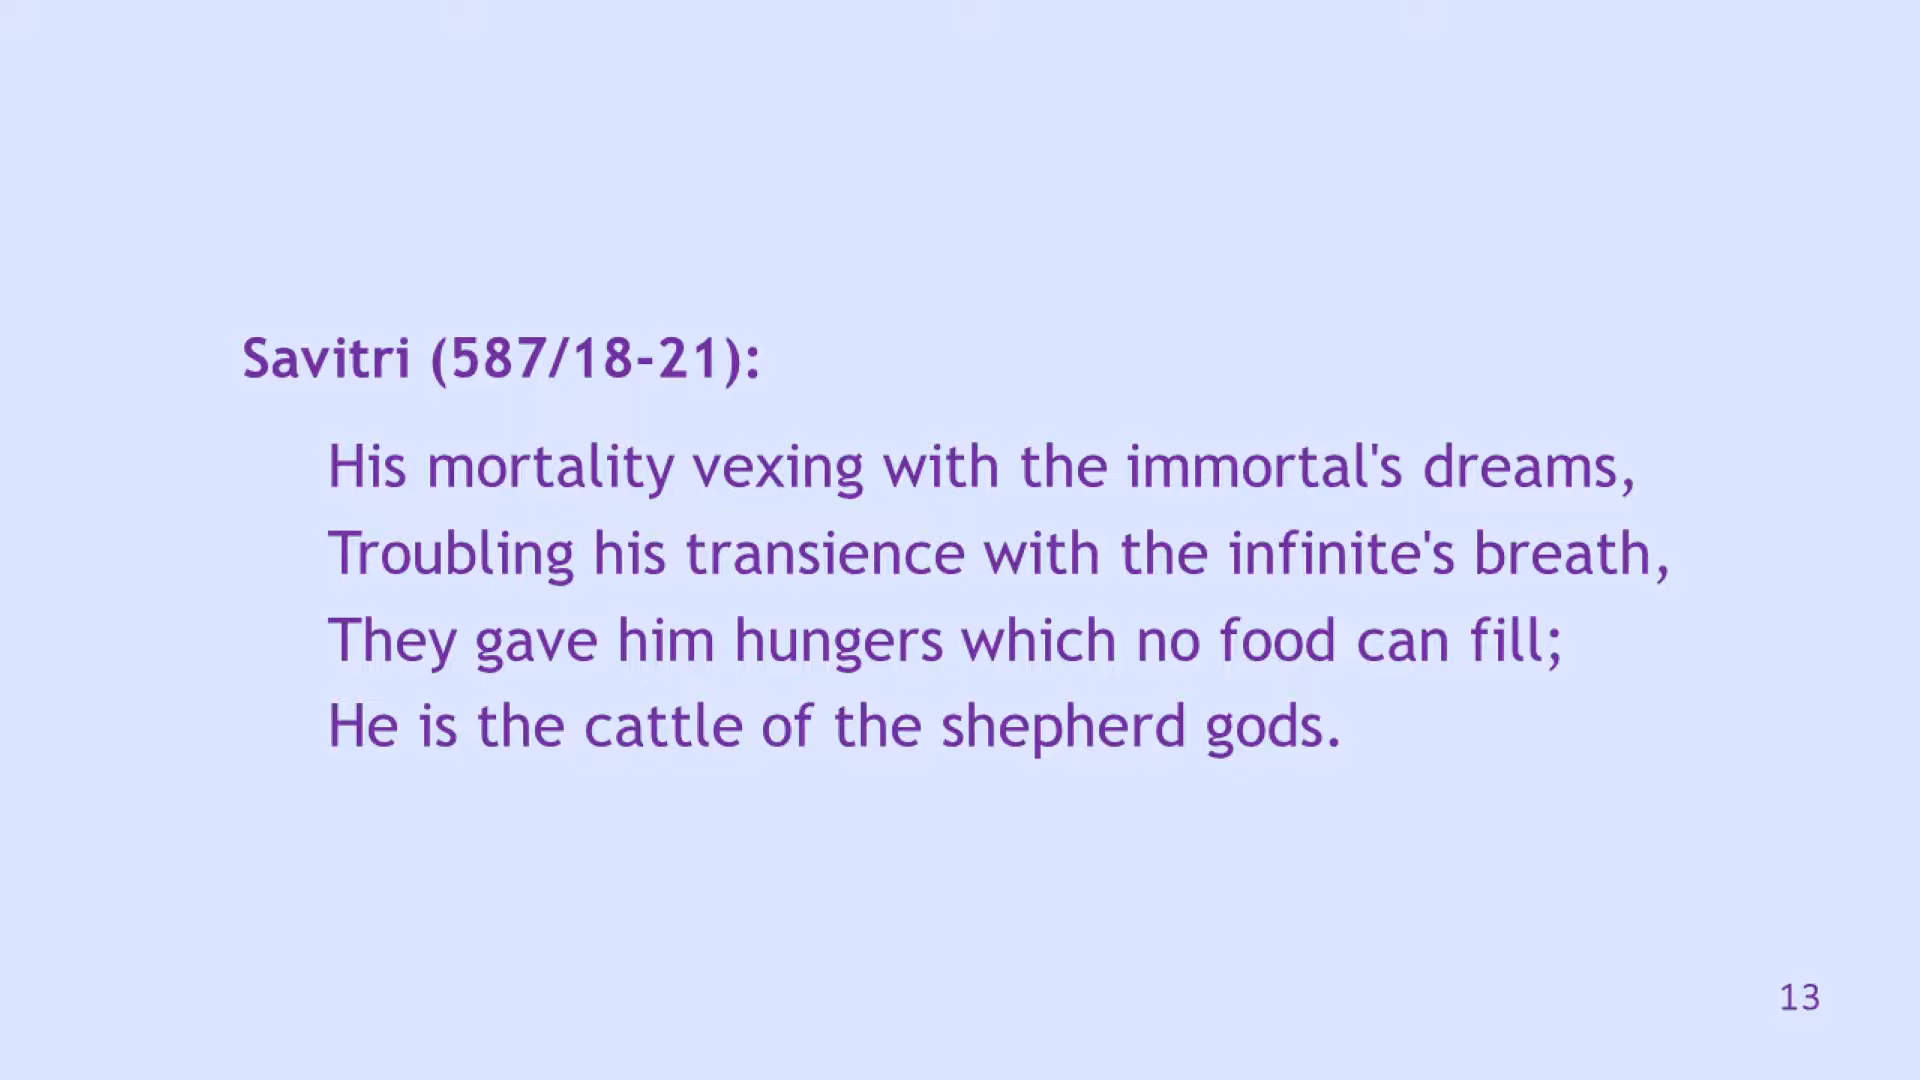 Savitri (587/18-21):
His mortality vexing with the immortal's dreams,
Troubling his transience with the infinite's breath,
They gave him hungers which no food can fill;
He is the cattle of the shepherd gods.
13